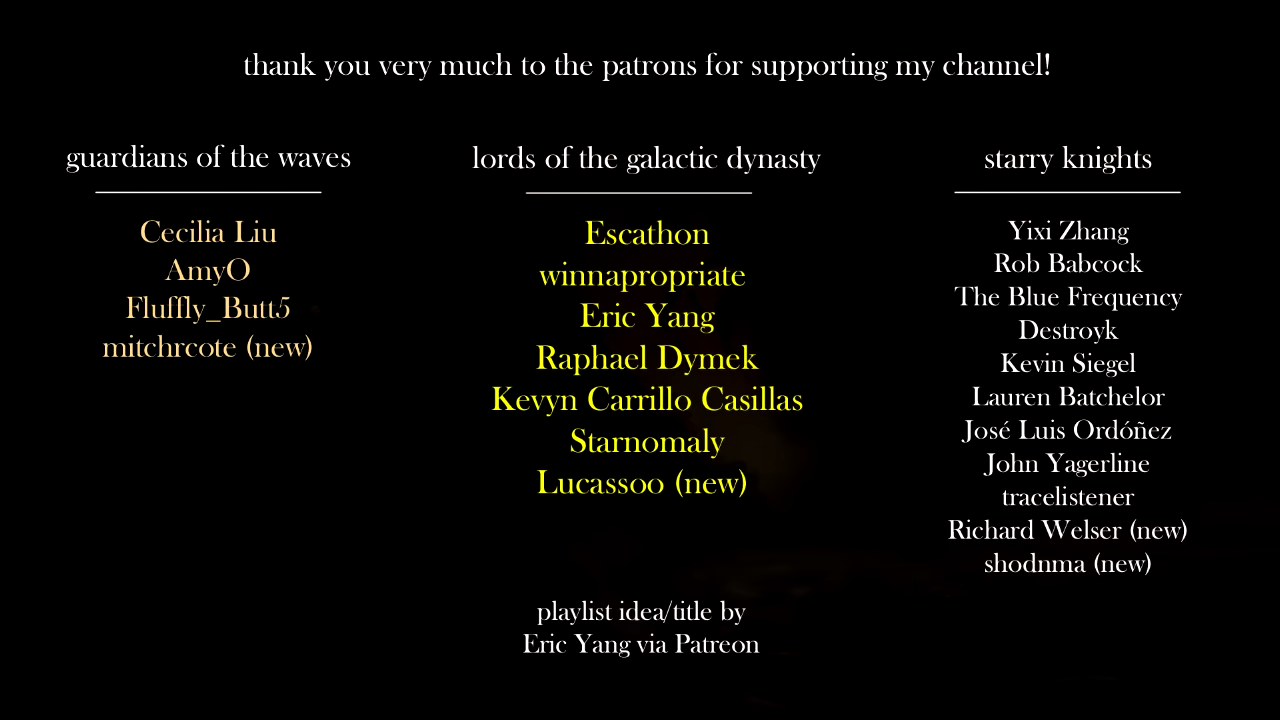 thank you very much to the patrons for supporting my channel!
guardians of the waves
Cecilia Liu
AmyO
Fluffly_Butt5
mitchrcote (new)
lords of the galactic dynasty
Escathon
winnapropriate
Eric Yang
Raphael Dymek
Kevyn Carrillo Casillas
Starnomaly
Lucassoo (new)
starry knights
Yixi Zhang
Rob Babcock
The Blue Frequency
Destroyk
Kevin Siegel
Lauren Batchelor
José Luis Ordóñez
John Yagerline
tracelistener
Richard Welser (new)
shodnma (new)
playlist idea/title by
Eric Yang via Patreon